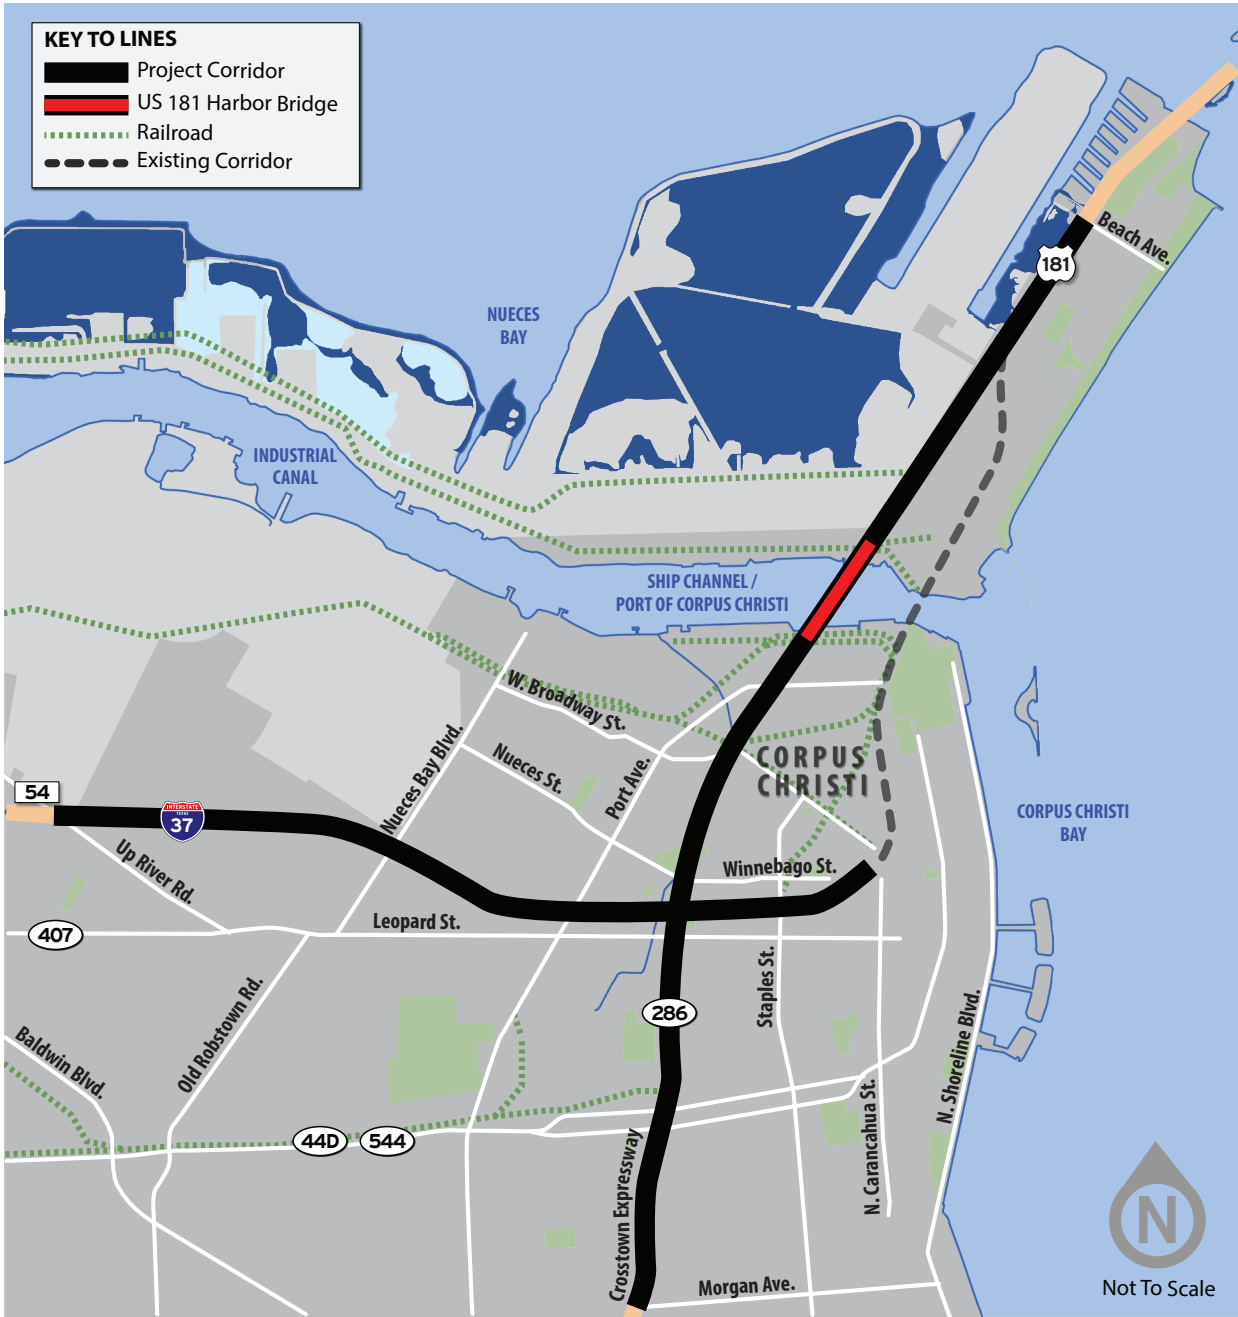 KEY TO LINES
Project Corridor
US 181 Harbor Bridge
Railroad
Existing Corridor
Beach Ave.
181
NUECES
BAY
INDUSTRIAL
CANAL
SHIP CHANNEL /
PORT OF CORPUS CHRISTI
W. Broadway St.
Nueces Bay Blvd.
Nueces St.
Port Ave.
CORPUS
CHRISTI
54
INTERSTATE
TEXAS
37
CORPUS CHRISTI
BAY
Up River Rd.
Winnebago St.
Leopard St.
407
Staples St.
286
Old Robstown Rd.
Baldwin Blvd.
N. Shoreline Blvd.
N. Carancahua St.
44D
544
Crosstown Expressway
Morgan Ave.
N
Not To Scale